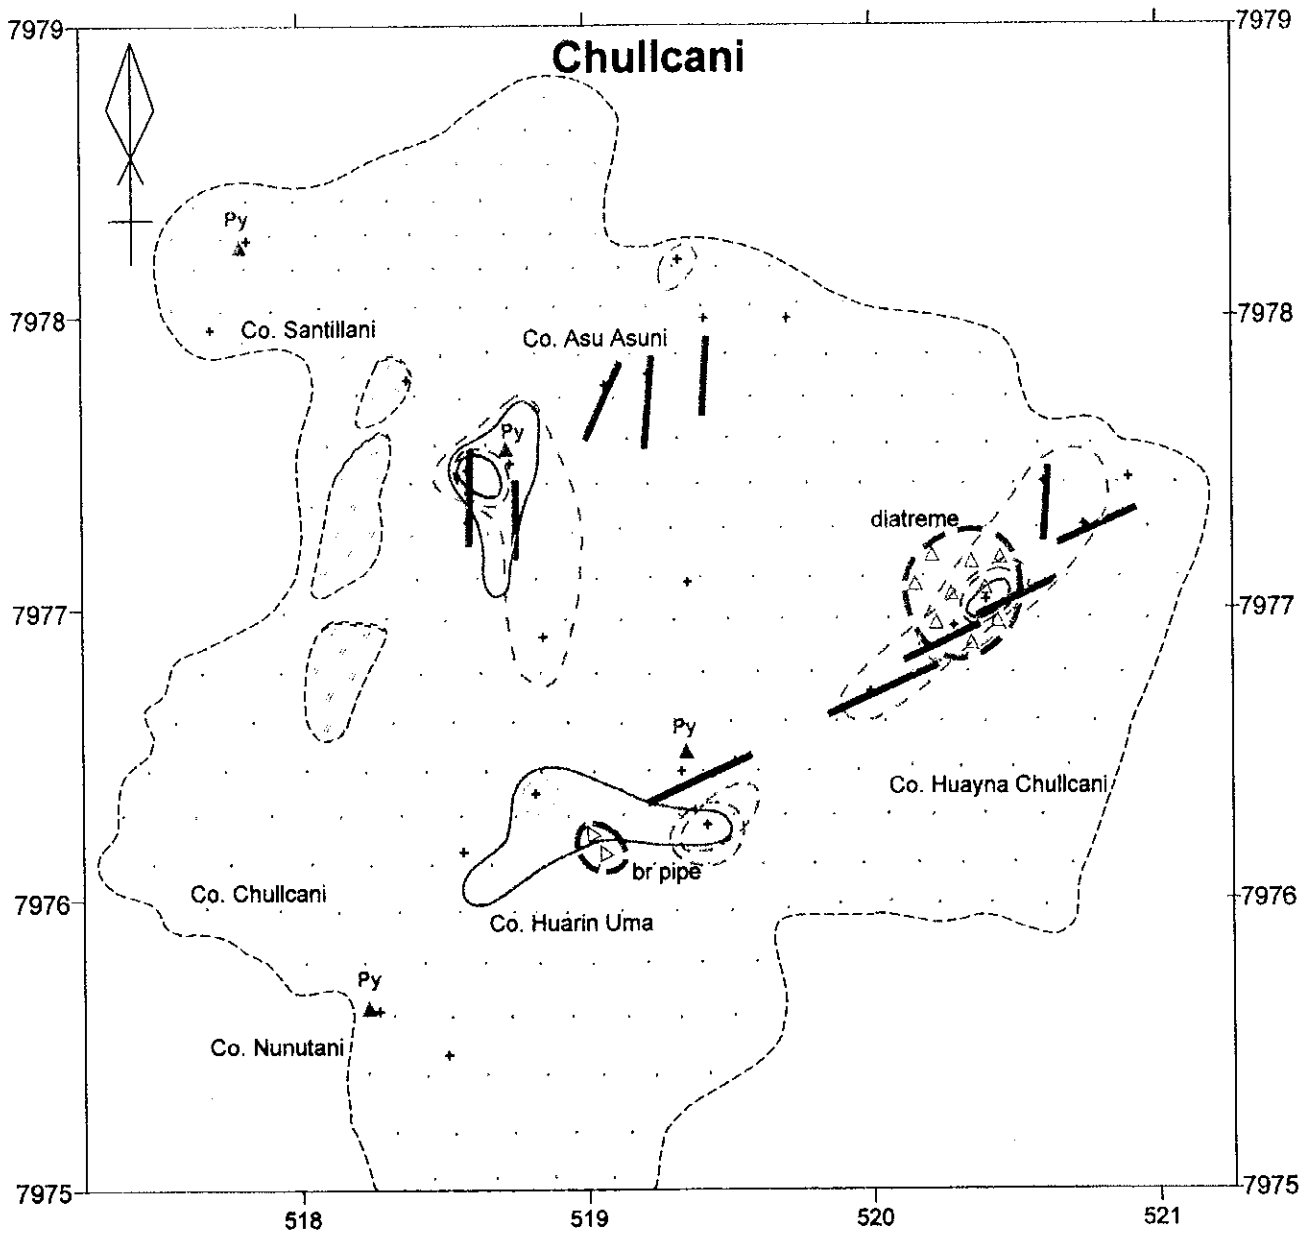 7979
7979
Chullcani
Py
7978
Co. Santillani
Co. Asu Asuni
7978
Py
diatreme
7977
7977
Py
Co. Huayna Chullcani
br pipe
Co. Chullcani
7976
7976
Co. Huarin Uma
Py
Co. Nunutani
7975
7975
518
519
520
521